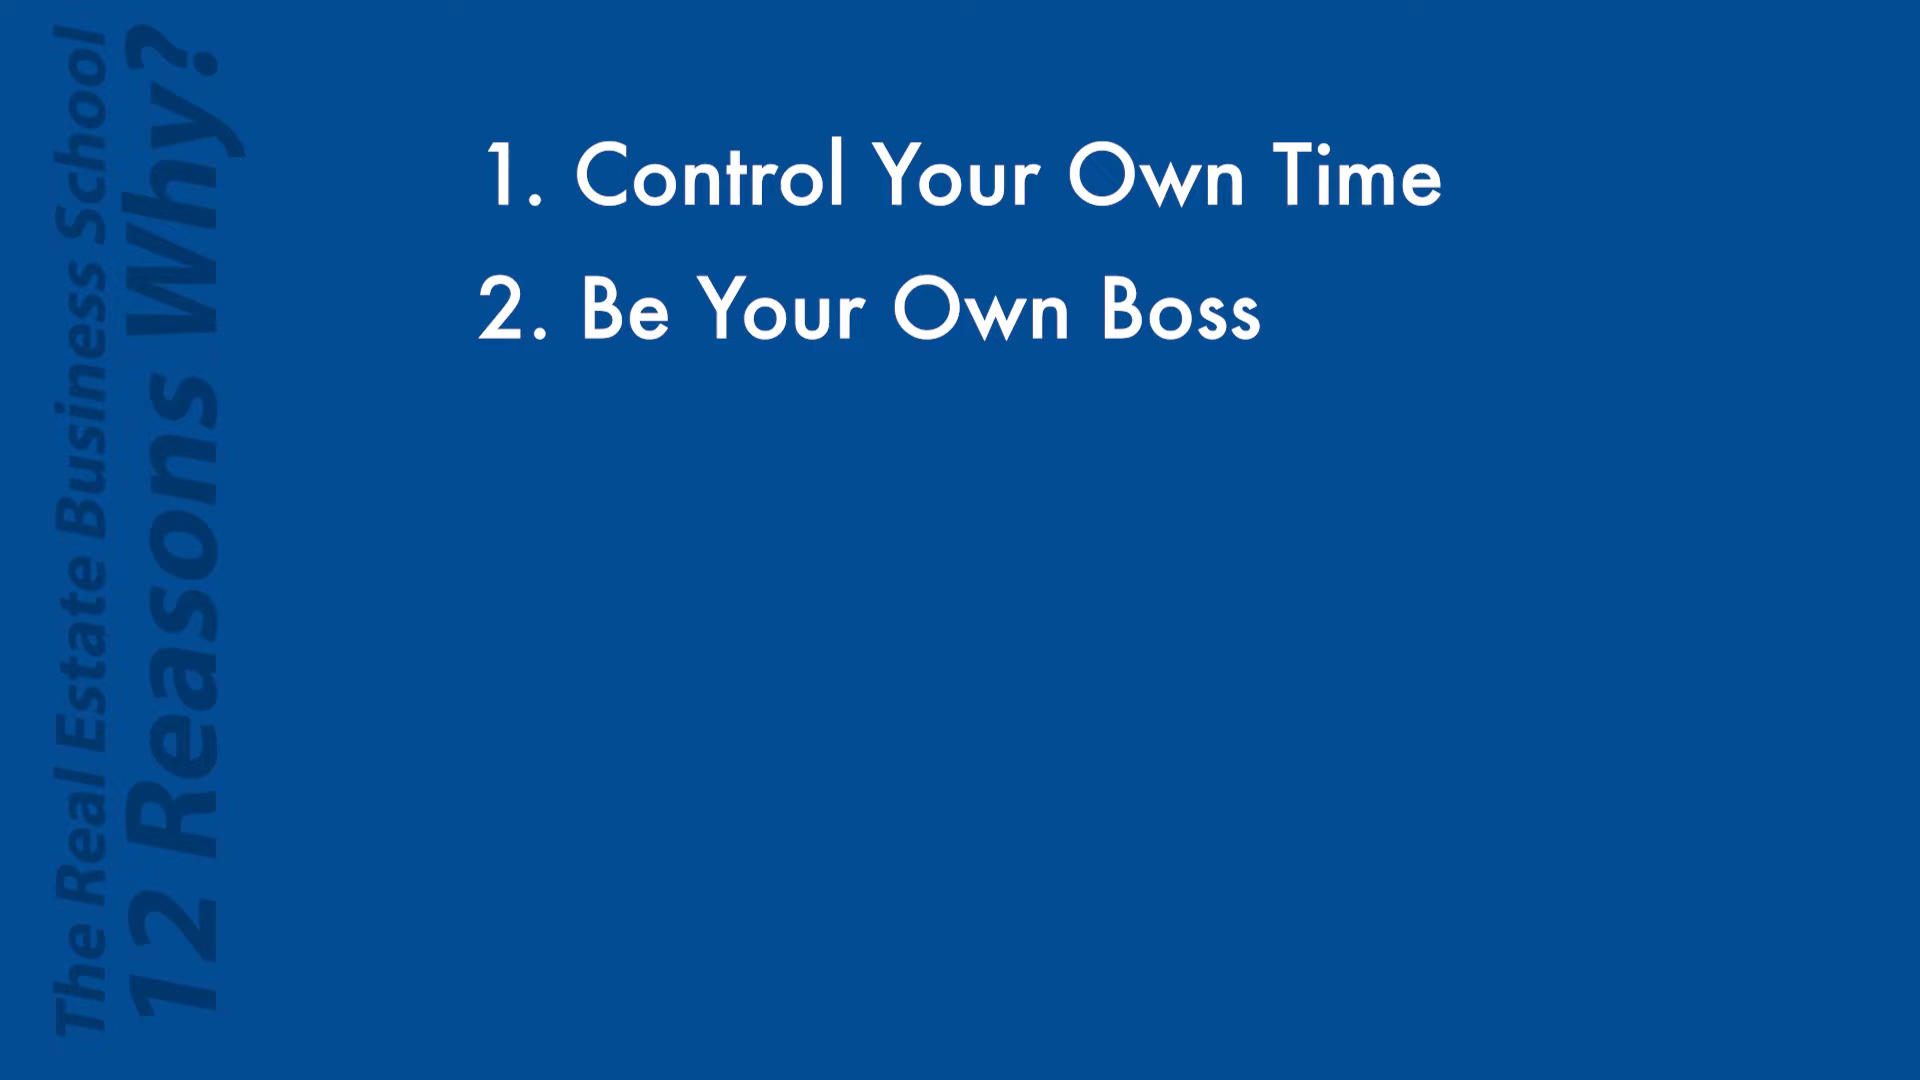 The Real Estate Business School
12 Reasons Why?
1. Control Your Own Time
2. Be Your Own Boss